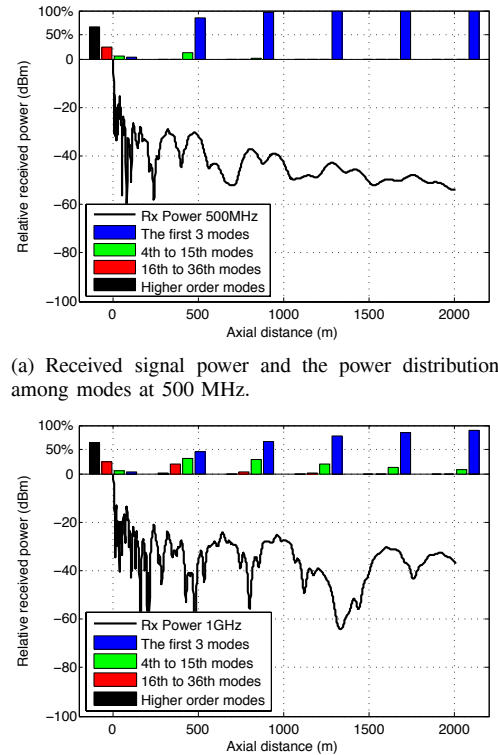 100%
50%
0
−20
−40
−60
−80
−100
Relative received power (dBm)
Rx Power 500MHz
The first 3 modes
4th to 15th modes
16th to 36th modes
Higher order modes
0 500 1000 1500 2000
Axial distance (m)
(a) Received signal power and the power distribution
among modes at 500 MHz.
100%
50%
0
−20
−40
−60
−80
−100
Relative received power (dBm)
Rx Power 1GHz
The first 3 modes
4th to 15th modes
16th to 36th modes
Higher order modes
0 500 1000 1500 2000
Axial distance (m)